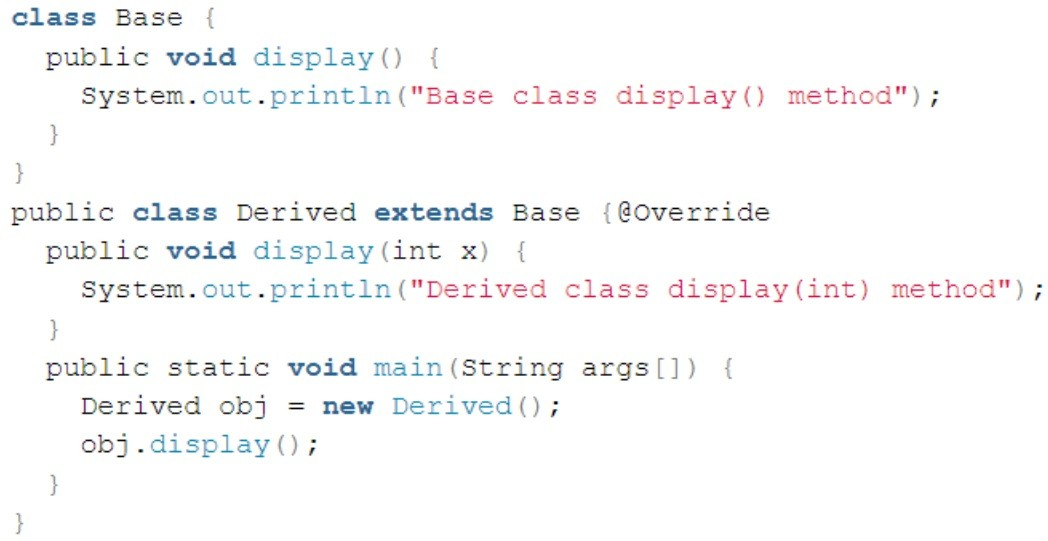 class Base {
  public void display() {
    System.out.println("Base class display() method");
  }
}
public class Derived extends Base {@Override
  public void display(int x) {
    System.out.println("Derived class display(int) method");
  }
  public static void main(String args[]) {
    Derived obj = new Derived();
    obj.display();
  }
}